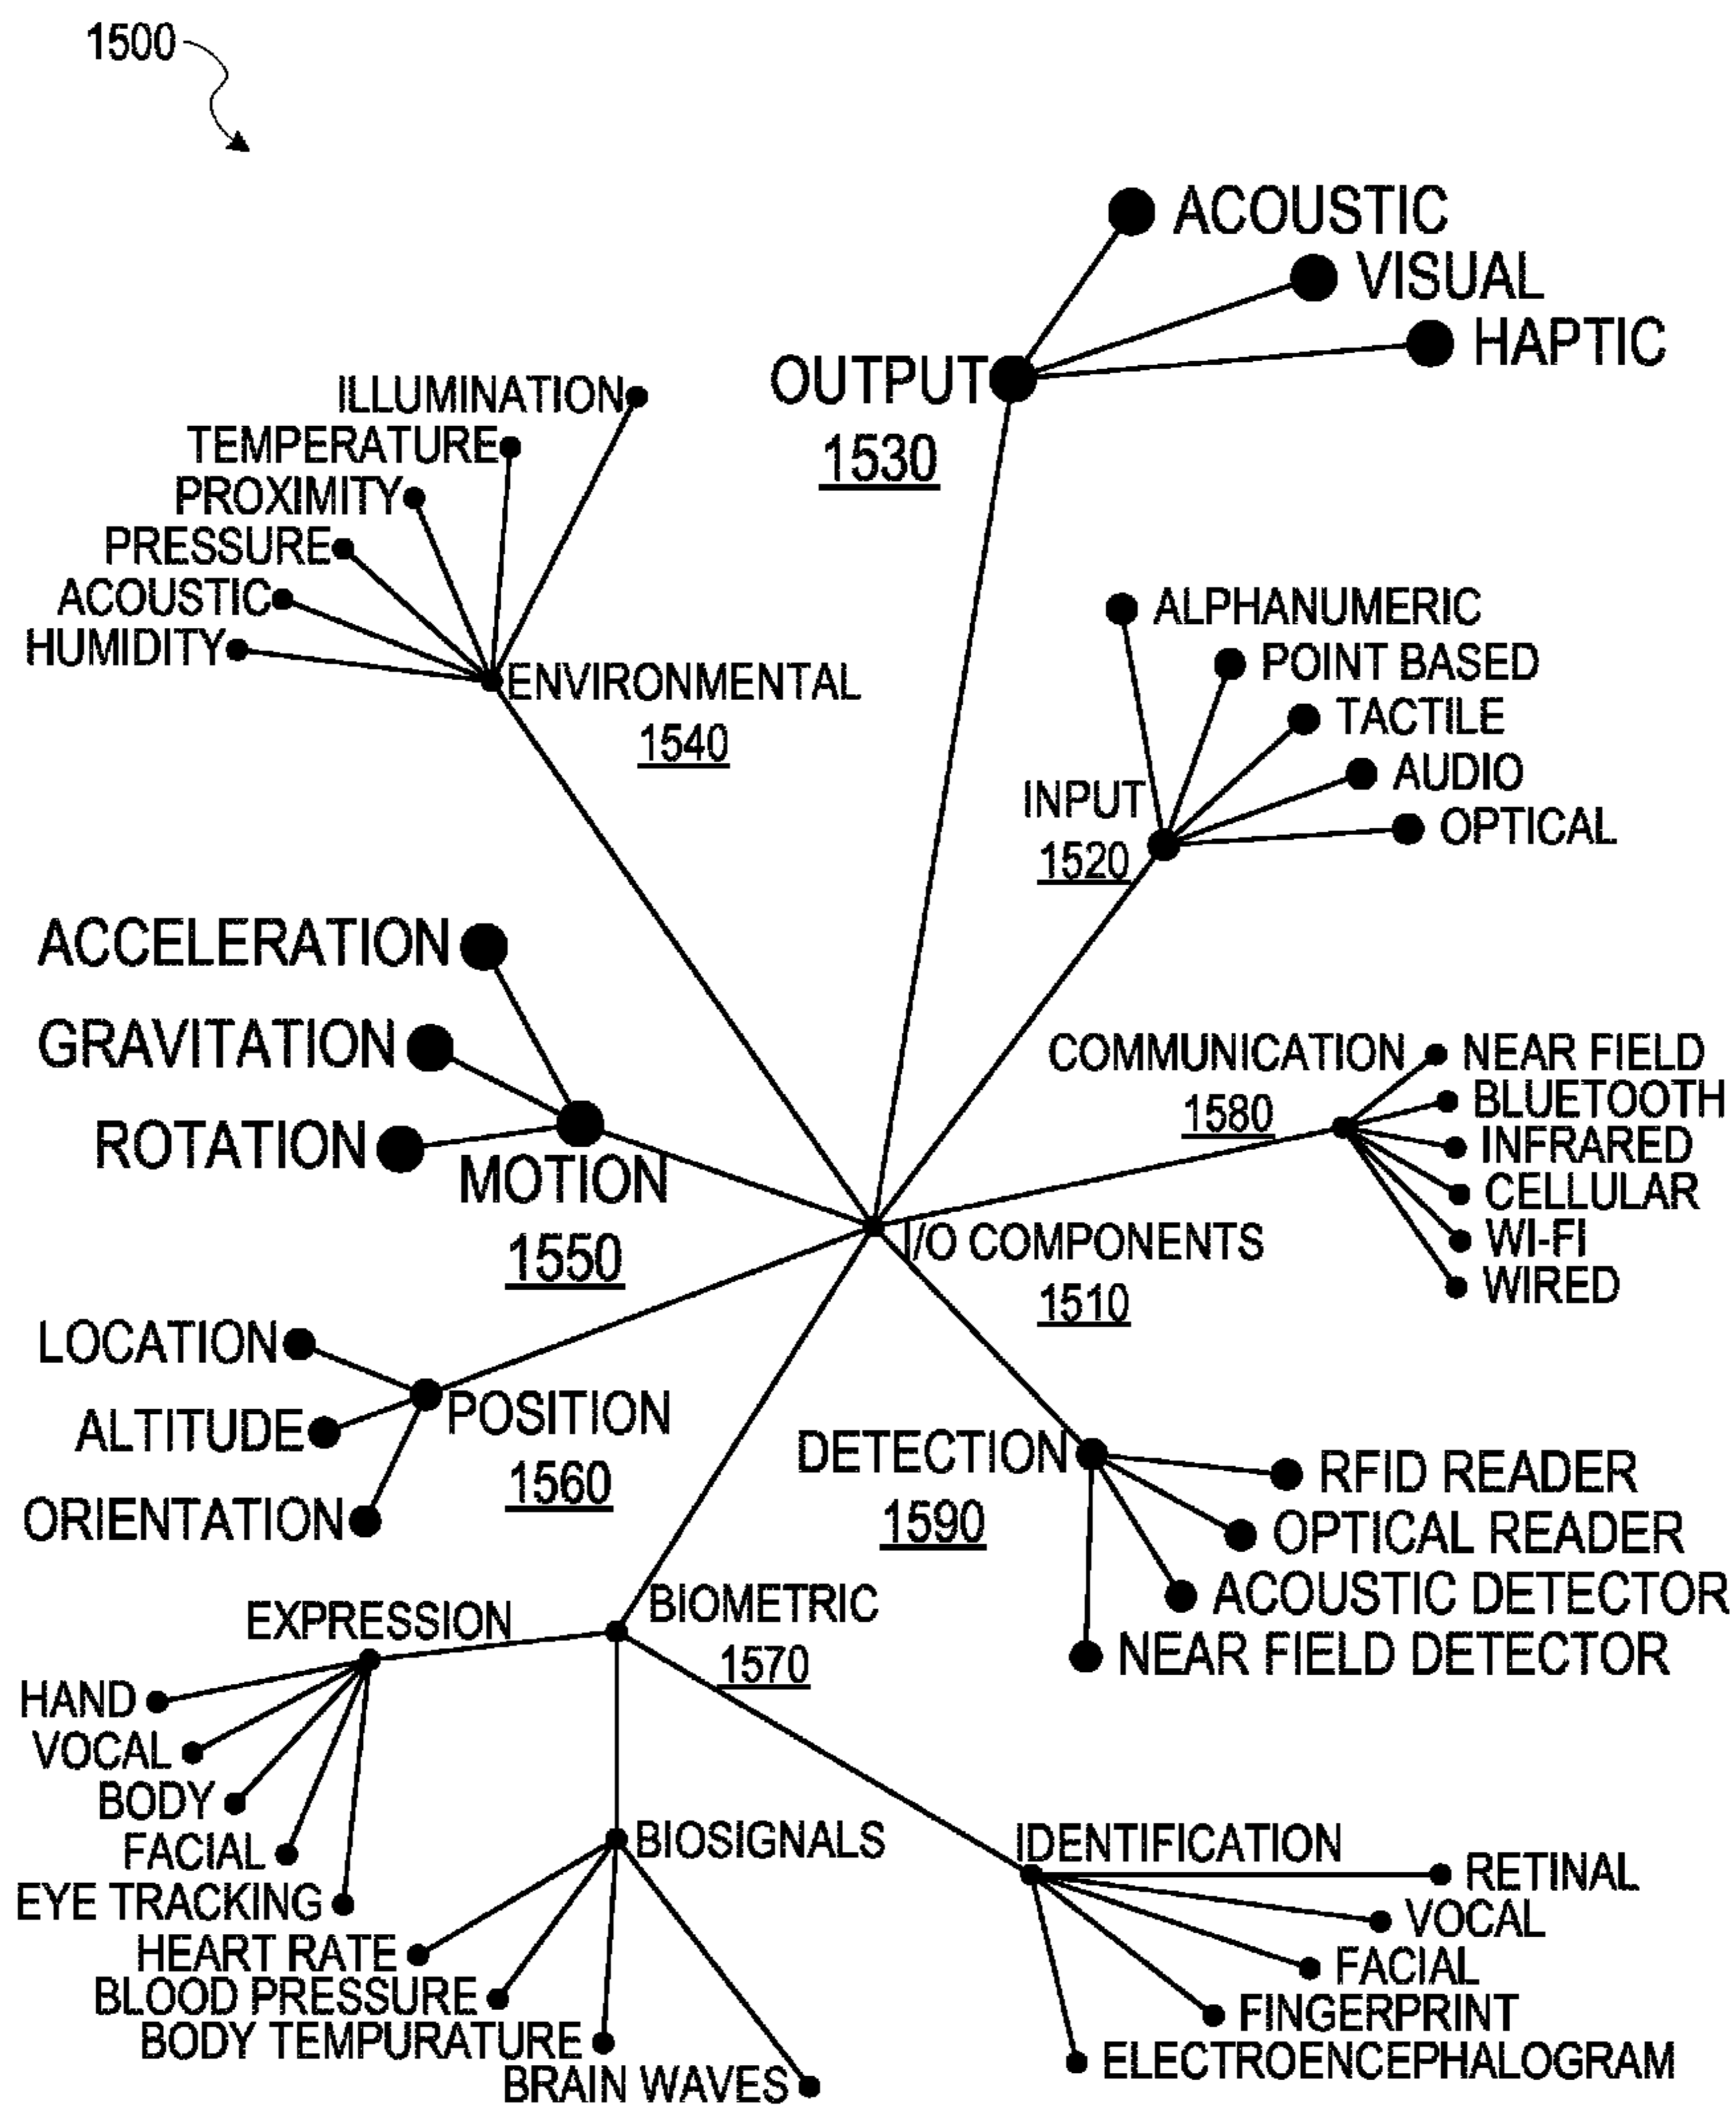 1500
ACOUSTIC
VISUAL
HAPTIC
OUTPUT
1530
ILLUMINATION
TEMPERATURE
PROXIMITY
PRESSURE
ACOUSTIC
HUMIDITY
ENVIRONMENTAL
1540
ALPHANUMERIC
POINT BASED
TACTILE
AUDIO
OPTICAL
INPUT
1520
ACCELERATION
GRAVITATION
ROTATION
MOTION
1550
COMMUNICATION
1580
NEAR FIELD
BLUETOOTH
INFRARED
CELLULAR
WI-FI
WIRED
I/O COMPONENTS
1510
LOCATION
ALTITUDE
ORIENTATION
POSITION
1560
DETECTION
1590
RFID READER
OPTICAL READER
ACOUSTIC DETECTOR
NEAR FIELD DETECTOR
BIOMETRIC
1570
EXPRESSION
HAND
VOCAL
BODY
FACIAL
EYE TRACKING
BIOSIGNALS
HEART RATE
BLOOD PRESSURE
BODY TEMPURATURE
BRAIN WAVES
IDENTIFICATION
RETINAL
VOCAL
FACIAL
FINGERPRINT
ELECTROENCEPHALOGRAM